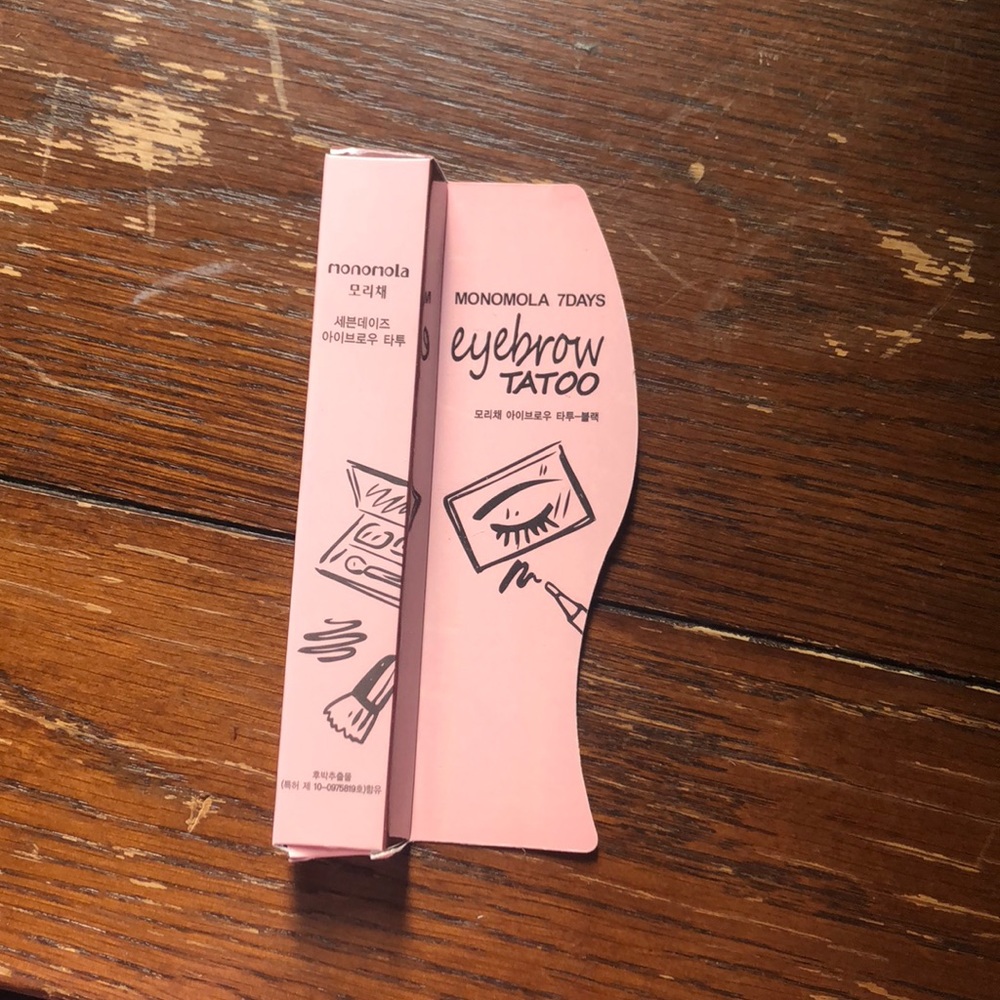 monomola
모리채
세븐데이즈
아이브로우 타투
후박추출물
(특허 제 10-0975819호)함유
MONOMOLA 7DAYS
eyebrow
TATOO
모리채 아이브로우 타투-블랙